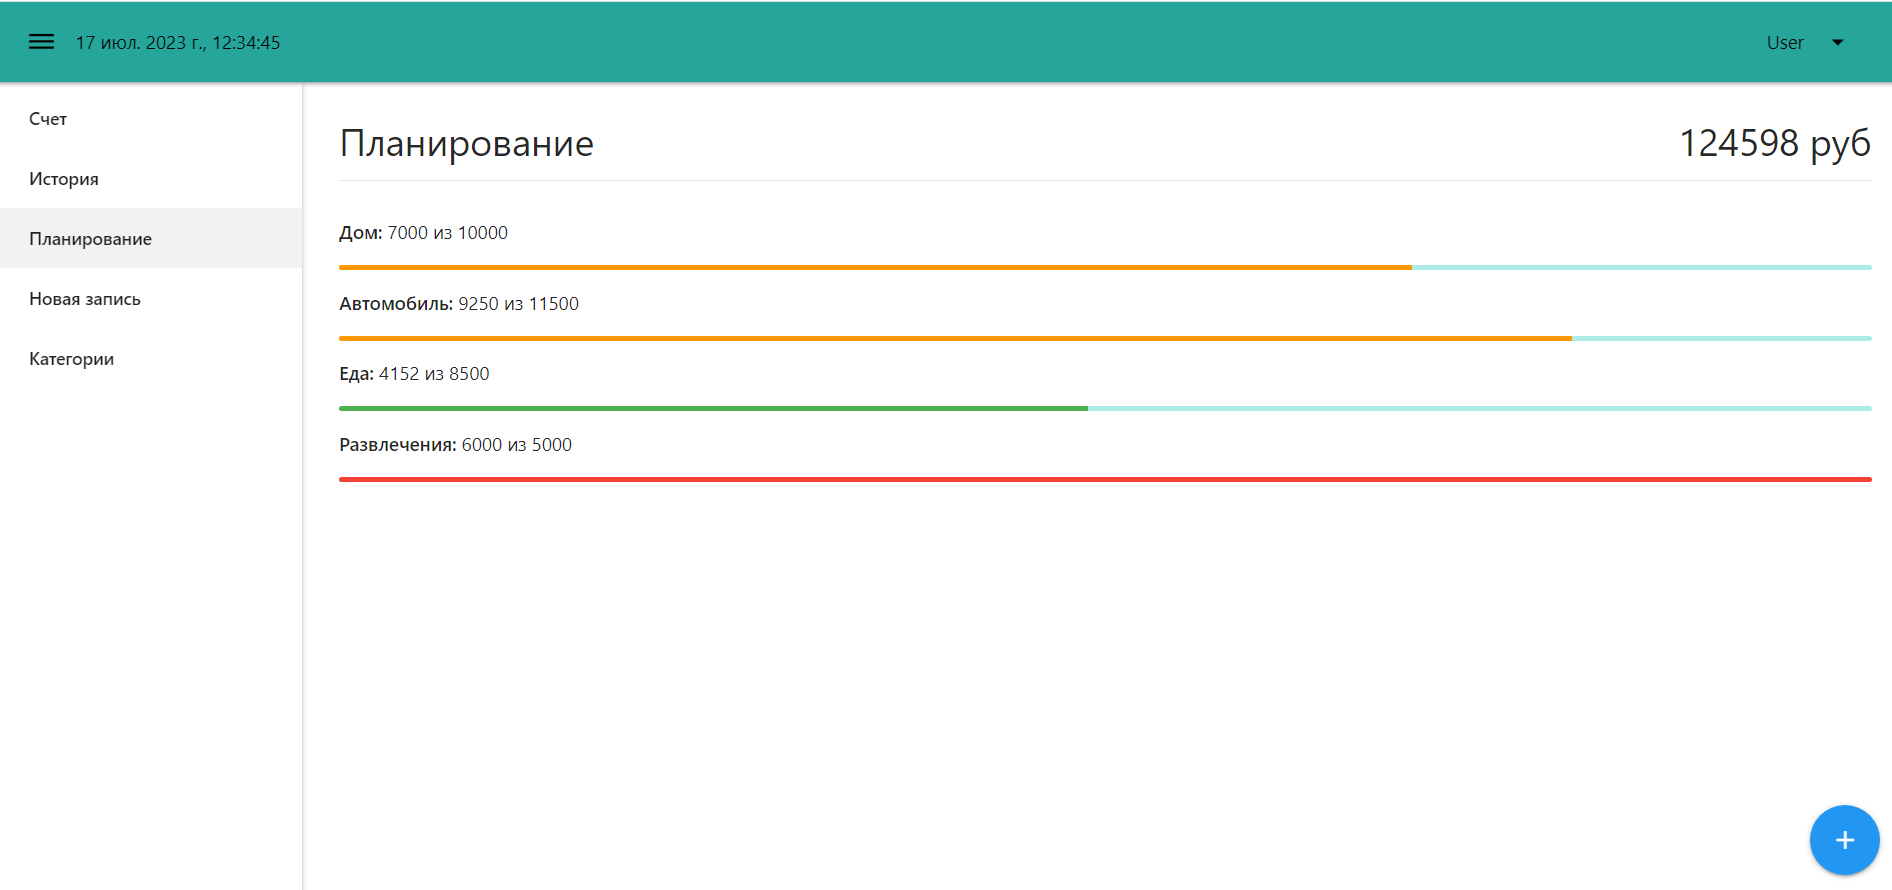 17 июл. 2023 г., 12:34:45
User
Счет
История
Планирование
Новая запись
Категории
Планирование
124598 руб
Дом: 7000 из 10000
Автомобиль: 9250 из 11500
Еда: 4152 из 8500
Развлечения: 6000 из 5000
+